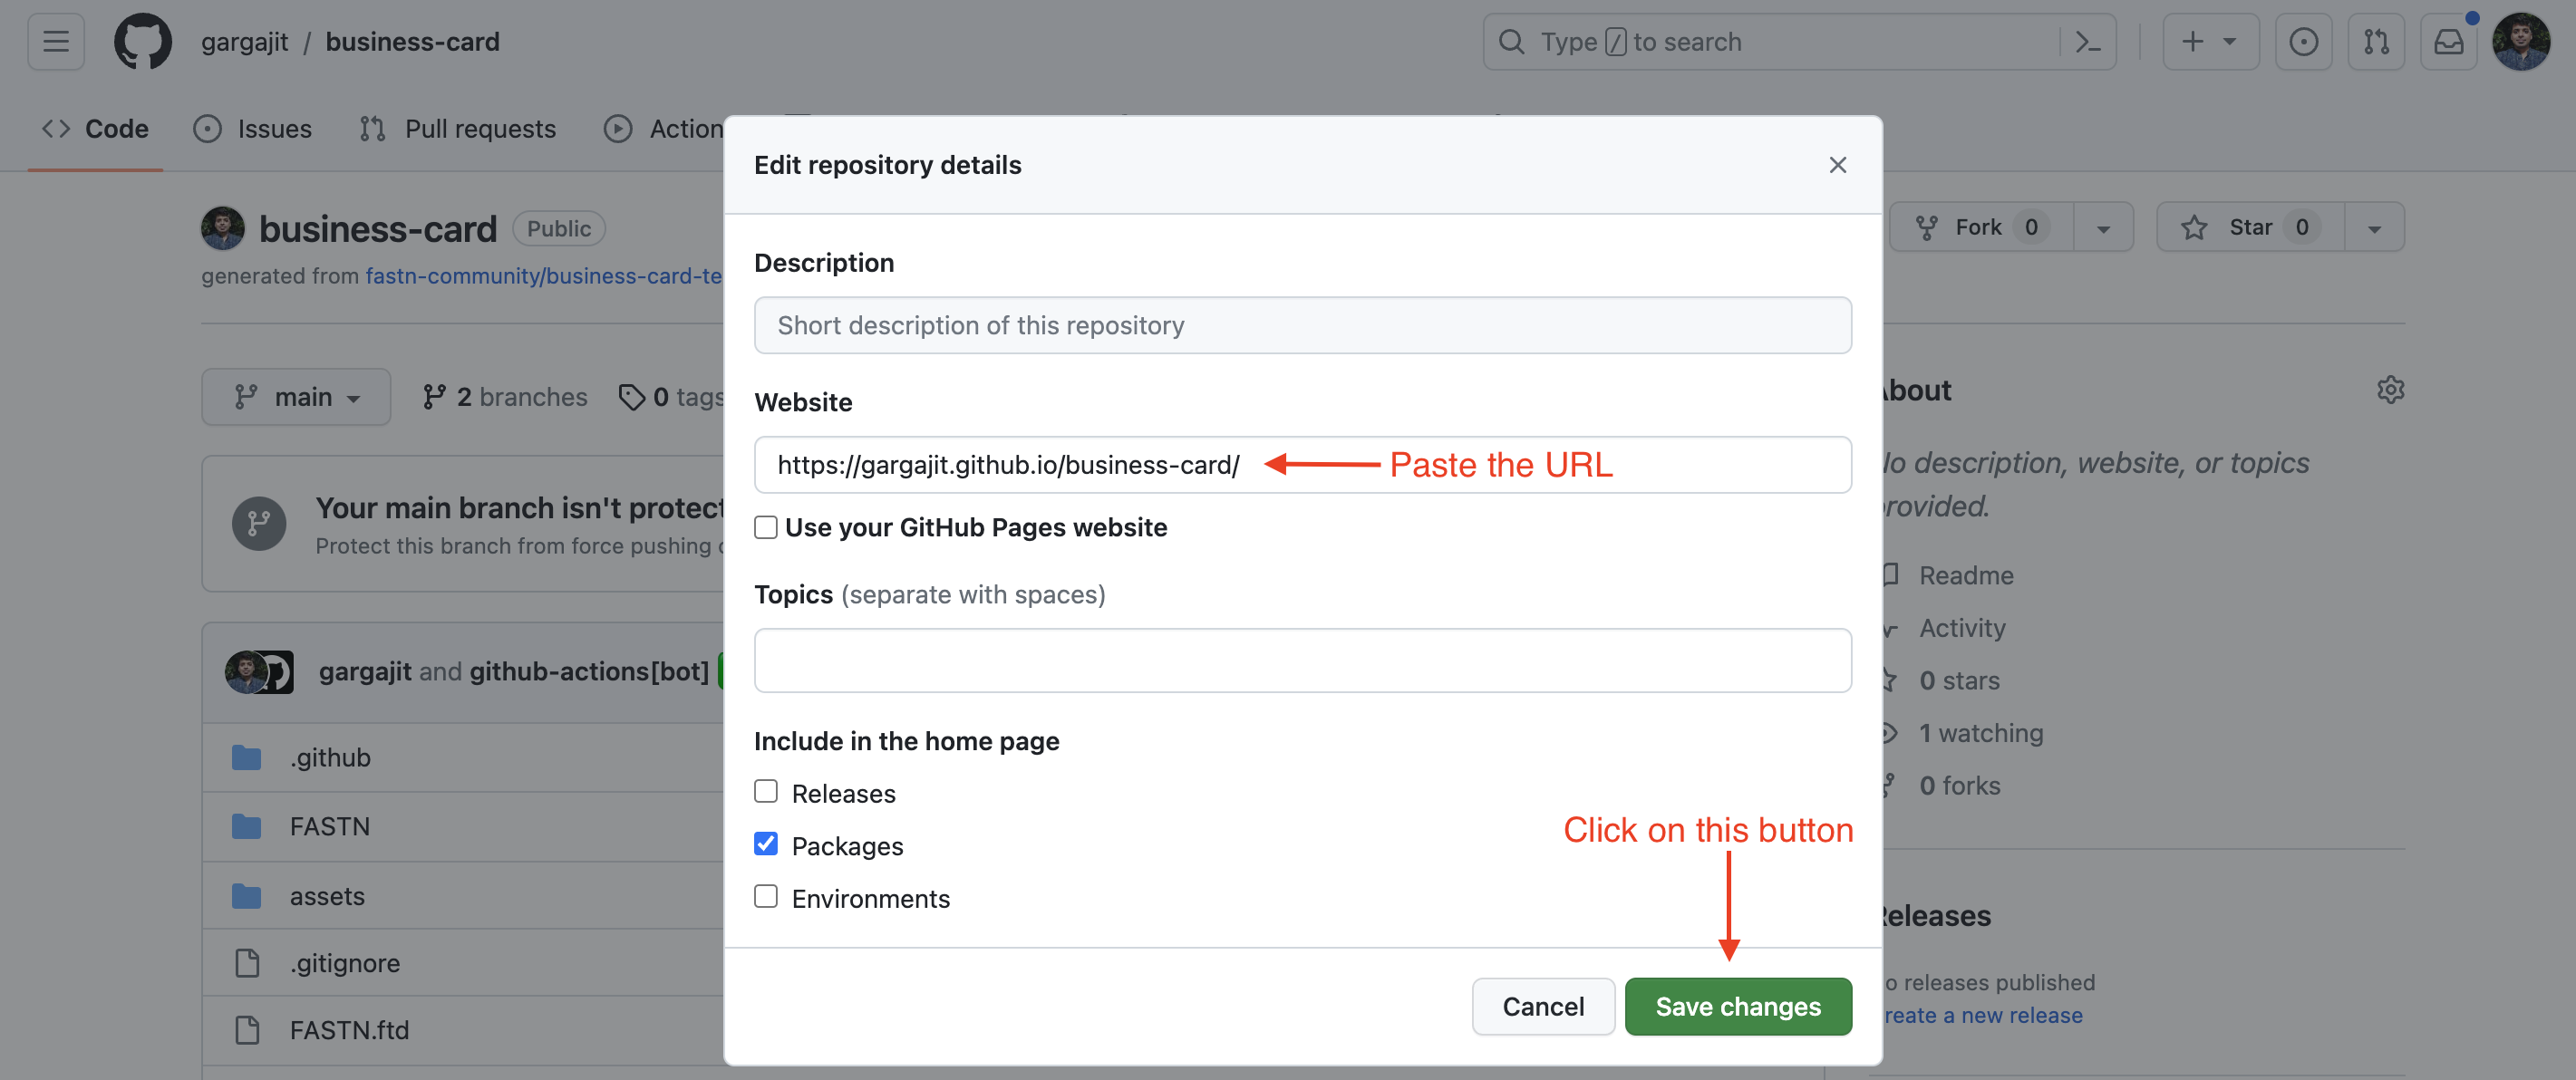 gargajit / business-card
Type / to search
Code
Issues
Pull requests
Action
Edit repository details
business-card
Public
generated from fastn-community/business-card-te
Fork 0
Star 0
Description
Short description of this repository
main
2 branches
0 tags
Website
https://gargajit.github.io/business-card/
Paste the URL
Use your GitHub Pages website
About
No description, website, or topics
provided.
Your main branch isn't protect
Protect this branch from force pushing
Topics (separate with spaces)
Readme
Activity
0 stars
1 watching
0 forks
gargajit and github-actions[bot]
Include in the home page
Releases
Packages
Environments
Click on this button
.github
FASTN
assets
.gitignore
FASTN.ftd
Releases
o releases published
reate a new release
Cancel
Save changes